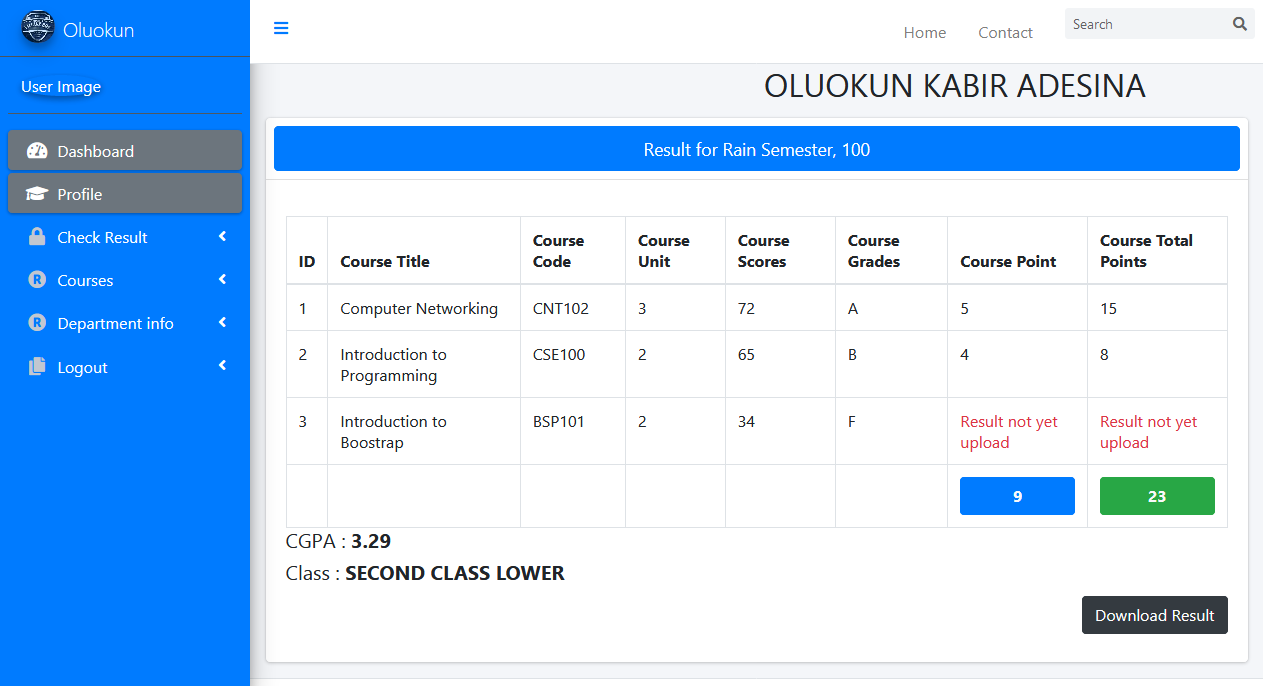 Oluokun
Home
Contact
Search
User Image
OLUOKUN KABIR ADESINA
Dashboard
Profile
Check Result
Courses
Department info
Logout
Result for Rain Semester, 100
ID Course Title Course Code Course Unit Course Scores Course Grades Course Point Course Total Points
1 Computer Networking CNT102 3 72 A 5 15
2 Introduction to Programming CSE100 2 65 B 4 8
3 Introduction to Boostrap BSP101 2 34 F Result not yet upload Result not yet upload
9 23
CGPA : 3.29
Class : SECOND CLASS LOWER
Download Result